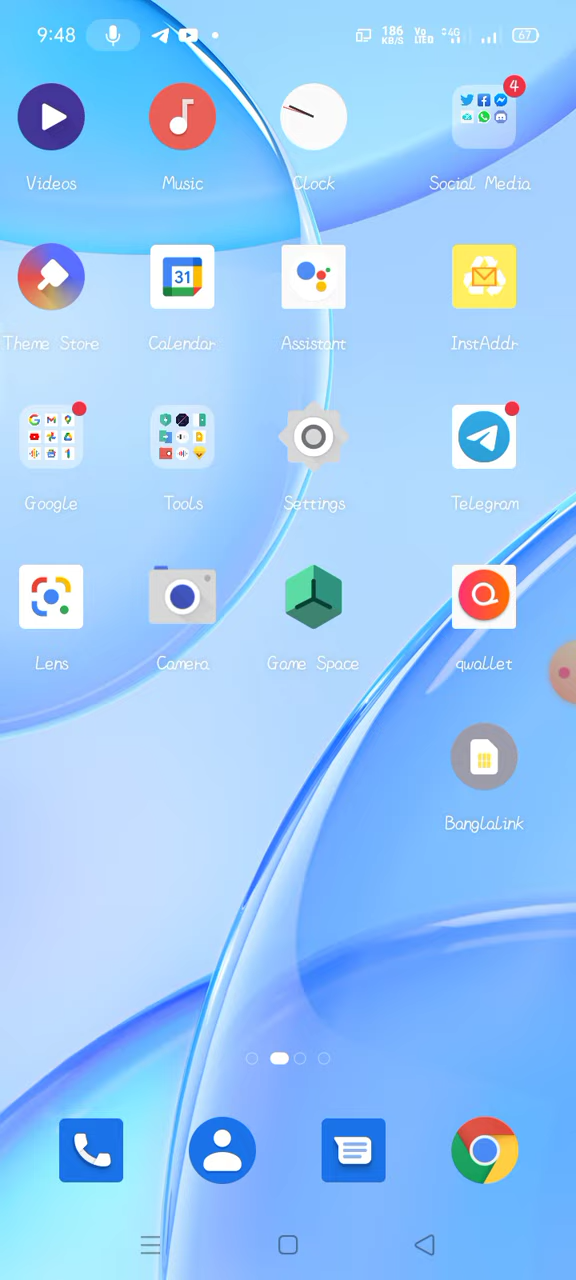 9:48 186 KB/S Vo LTED 4G 67
4
Videos Music Clock Social Media
31
Theme Store Calendar Assistant InstAddr
Google Tools Settings Telegram
Lens Camera Game Space qwallet
Banglalink